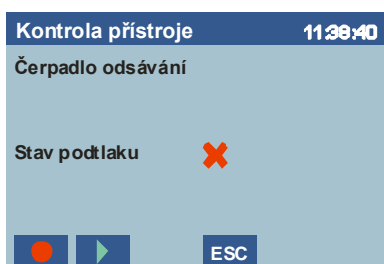 Kontrola přístroje 11:38:40
Čerpadlo odsávání
Stav podtlaku
ESC